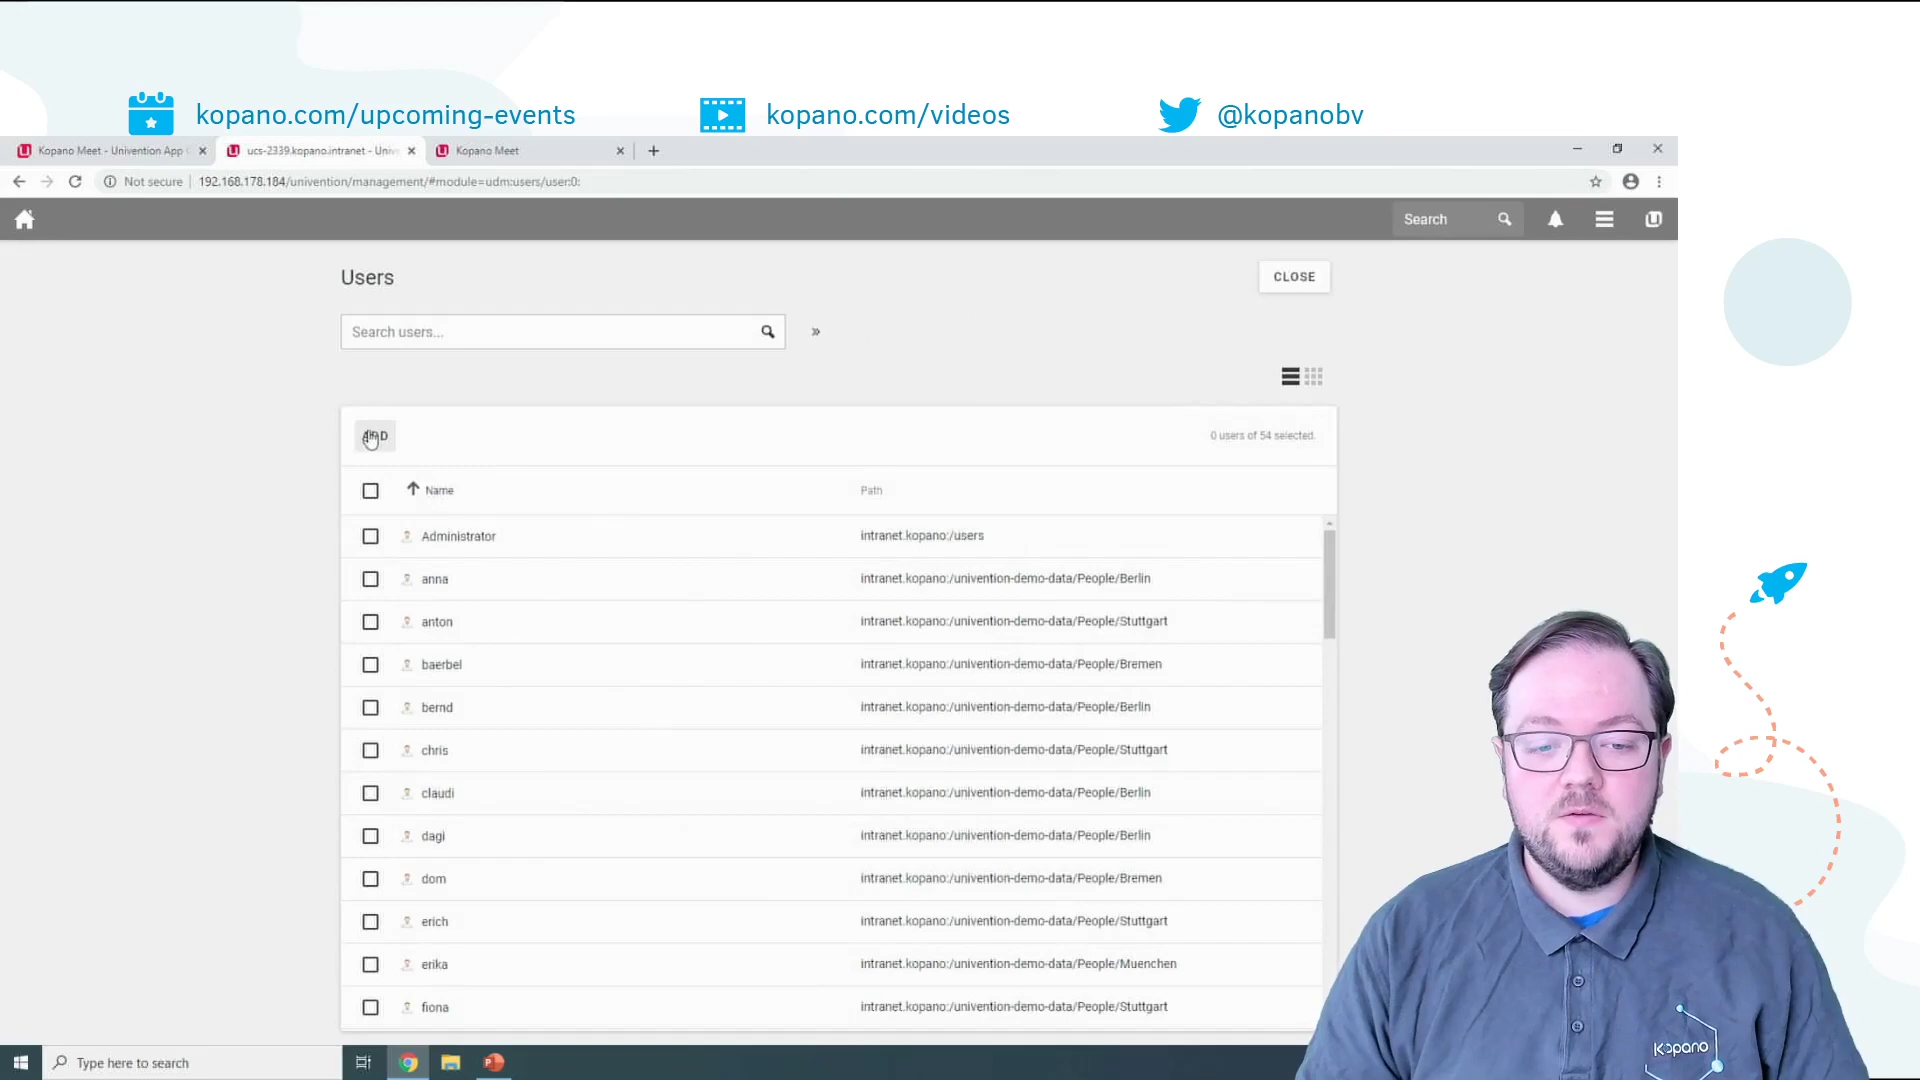 kopano.com/upcoming-events
kopano.com/videos
@kopanobv
Kopano Meet - Univention App C
ucs-2339.kopano.intranet - Univ
Kopano Meet
Not secure
192.168.178.184/univention/management/#module=udm:users/user:0:
Search
Users
CLOSE
Search users...
»
0 users of 54 selected.
Name
Path
Administrator
intranet.kopano:/users
anna
intranet.kopano:/univention-demo-data/People/Berlin
anton
intranet.kopano:/univention-demo-data/People/Stuttgart
baerbel
intranet.kopano:/univention-demo-data/People/Bremen
bernd
intranet.kopano:/univention-demo-data/People/Berlin
chris
intranet.kopano:/univention-demo-data/People/Stuttgart
claudi
intranet.kopano:/univention-demo-data/People/Berlin
dagi
intranet.kopano:/univention-demo-data/People/Berlin
dom
intranet.kopano:/univention-demo-data/People/Bremen
erich
intranet.kopano:/univention-demo-data/People/Stuttgart
erika
intranet.kopano:/univention-demo-data/People/Muenchen
fiona
intranet.kopano:/univention-demo-data/People/Stuttgart
Type here to search
Kopano